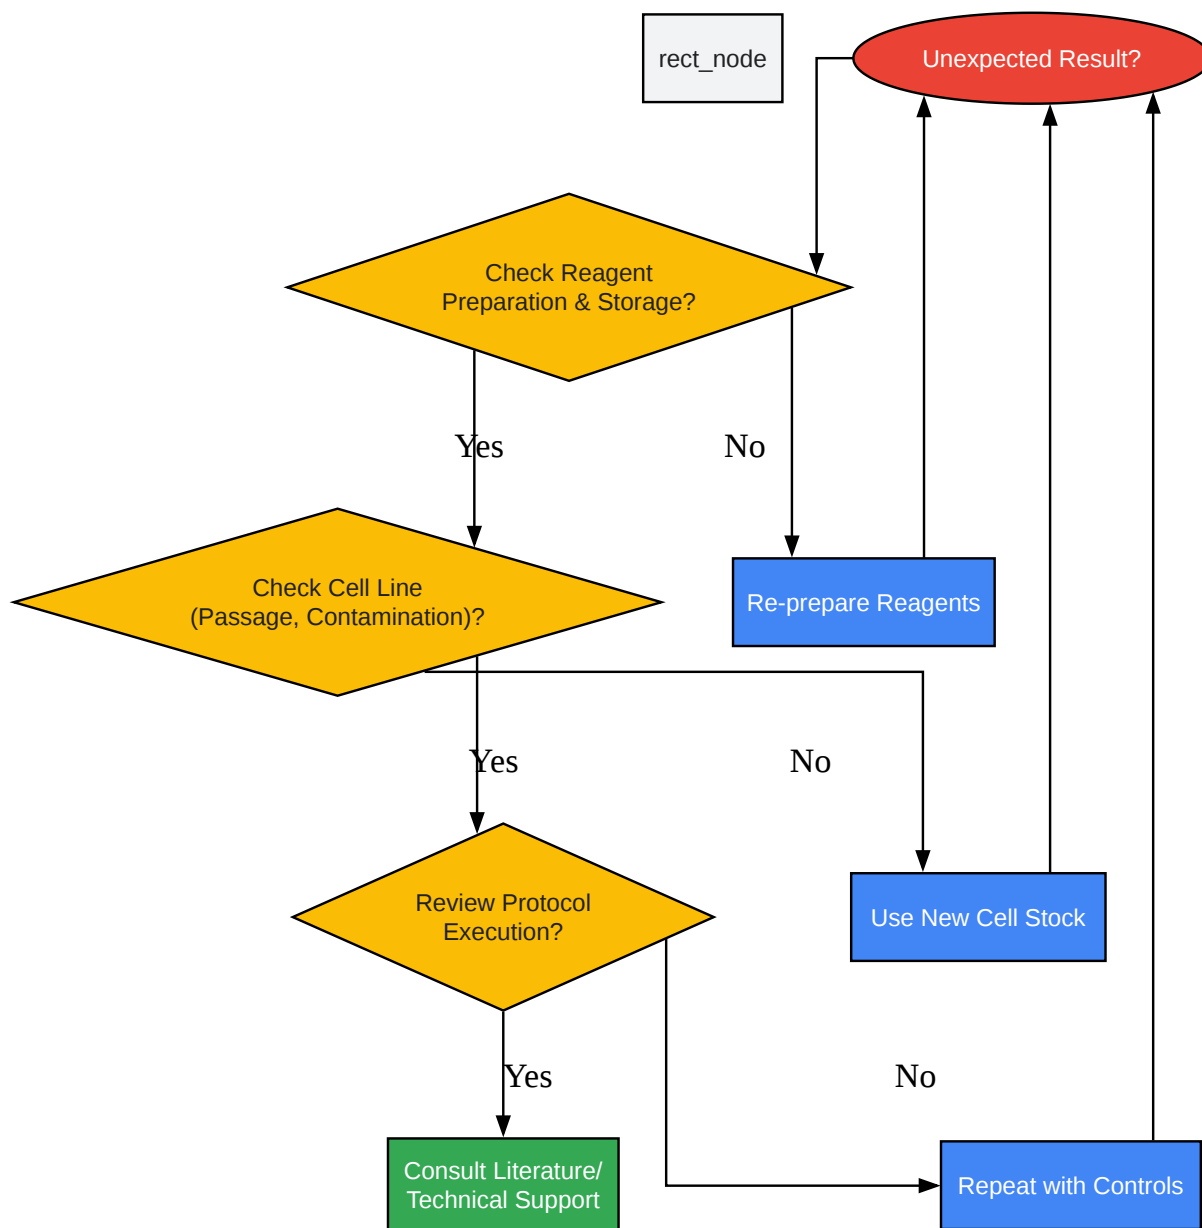 rect_node
Unexpected Result?
Check Reagent
Preparation & Storage?
Yes
No
Check Cell Line
(Passage, Contamination)?
Re-prepare Reagents
Yes
No
Review Protocol
Execution?
Use New Cell Stock
Yes
No
Consult Literature/
Technical Support
Repeat with Controls